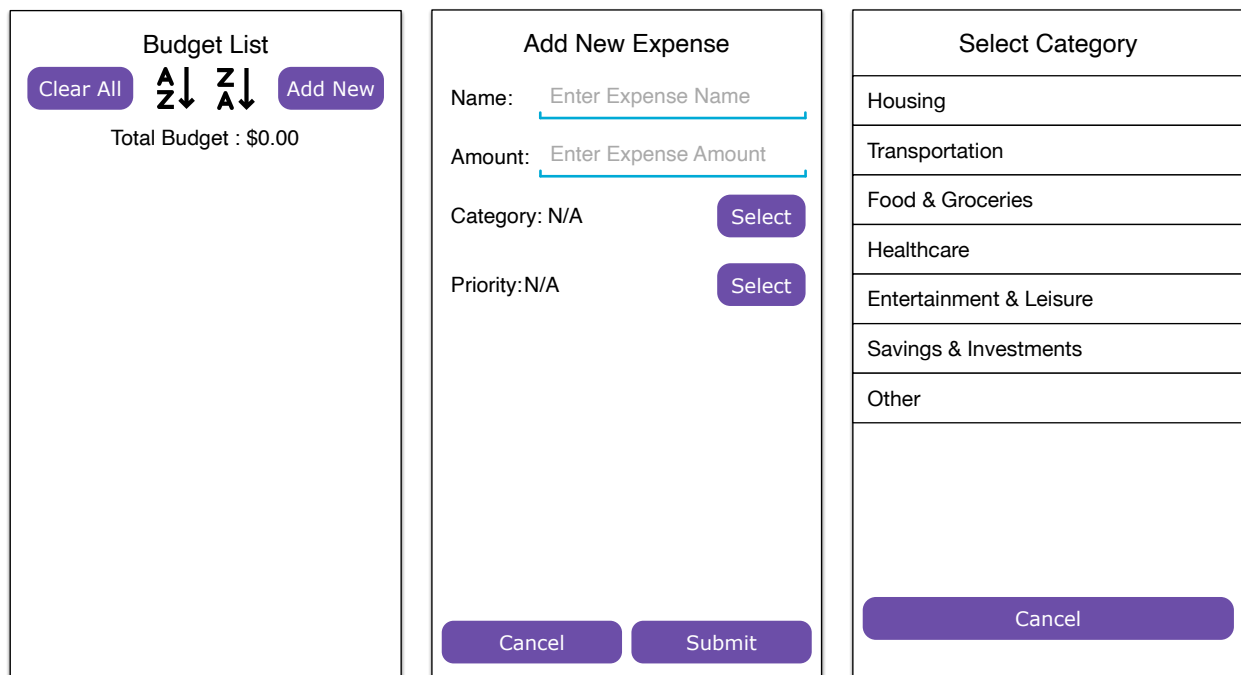 Budget List
Clear All
A
Z
Z
A
Add New
Total Budget : $0.00
Add New Expense
Name: Enter Expense Name
Amount: Enter Expense Amount
Category: N/A Select
Priority: N/A Select
Cancel Submit
Select Category
Housing
Transportation
Food & Groceries
Healthcare
Entertainment & Leisure
Savings & Investments
Other
Cancel